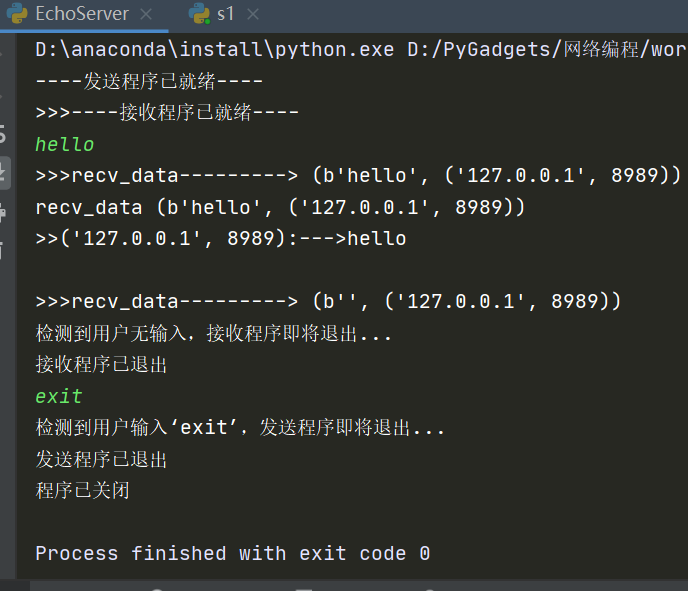 EchoServer
s1
D:\anaconda\install\python.exe D:/PyGadgets/网络编程/wor
----发送程序已就绪----
>>>----接收程序已就绪----
hello
>>>recv_data---------> (b'hello', ('127.0.0.1', 8989))
recv_data (b'hello', ('127.0.0.1', 8989))
>>('127.0.0.1', 8989):--->hello
>>>recv_data---------> (b'', ('127.0.0.1', 8989))
检测到用户无输入，接收程序即将退出...
接收程序已退出
exit
检测到用户输入‘exit’，发送程序即将退出...
发送程序已退出
程序已关闭
Process finished with exit code 0